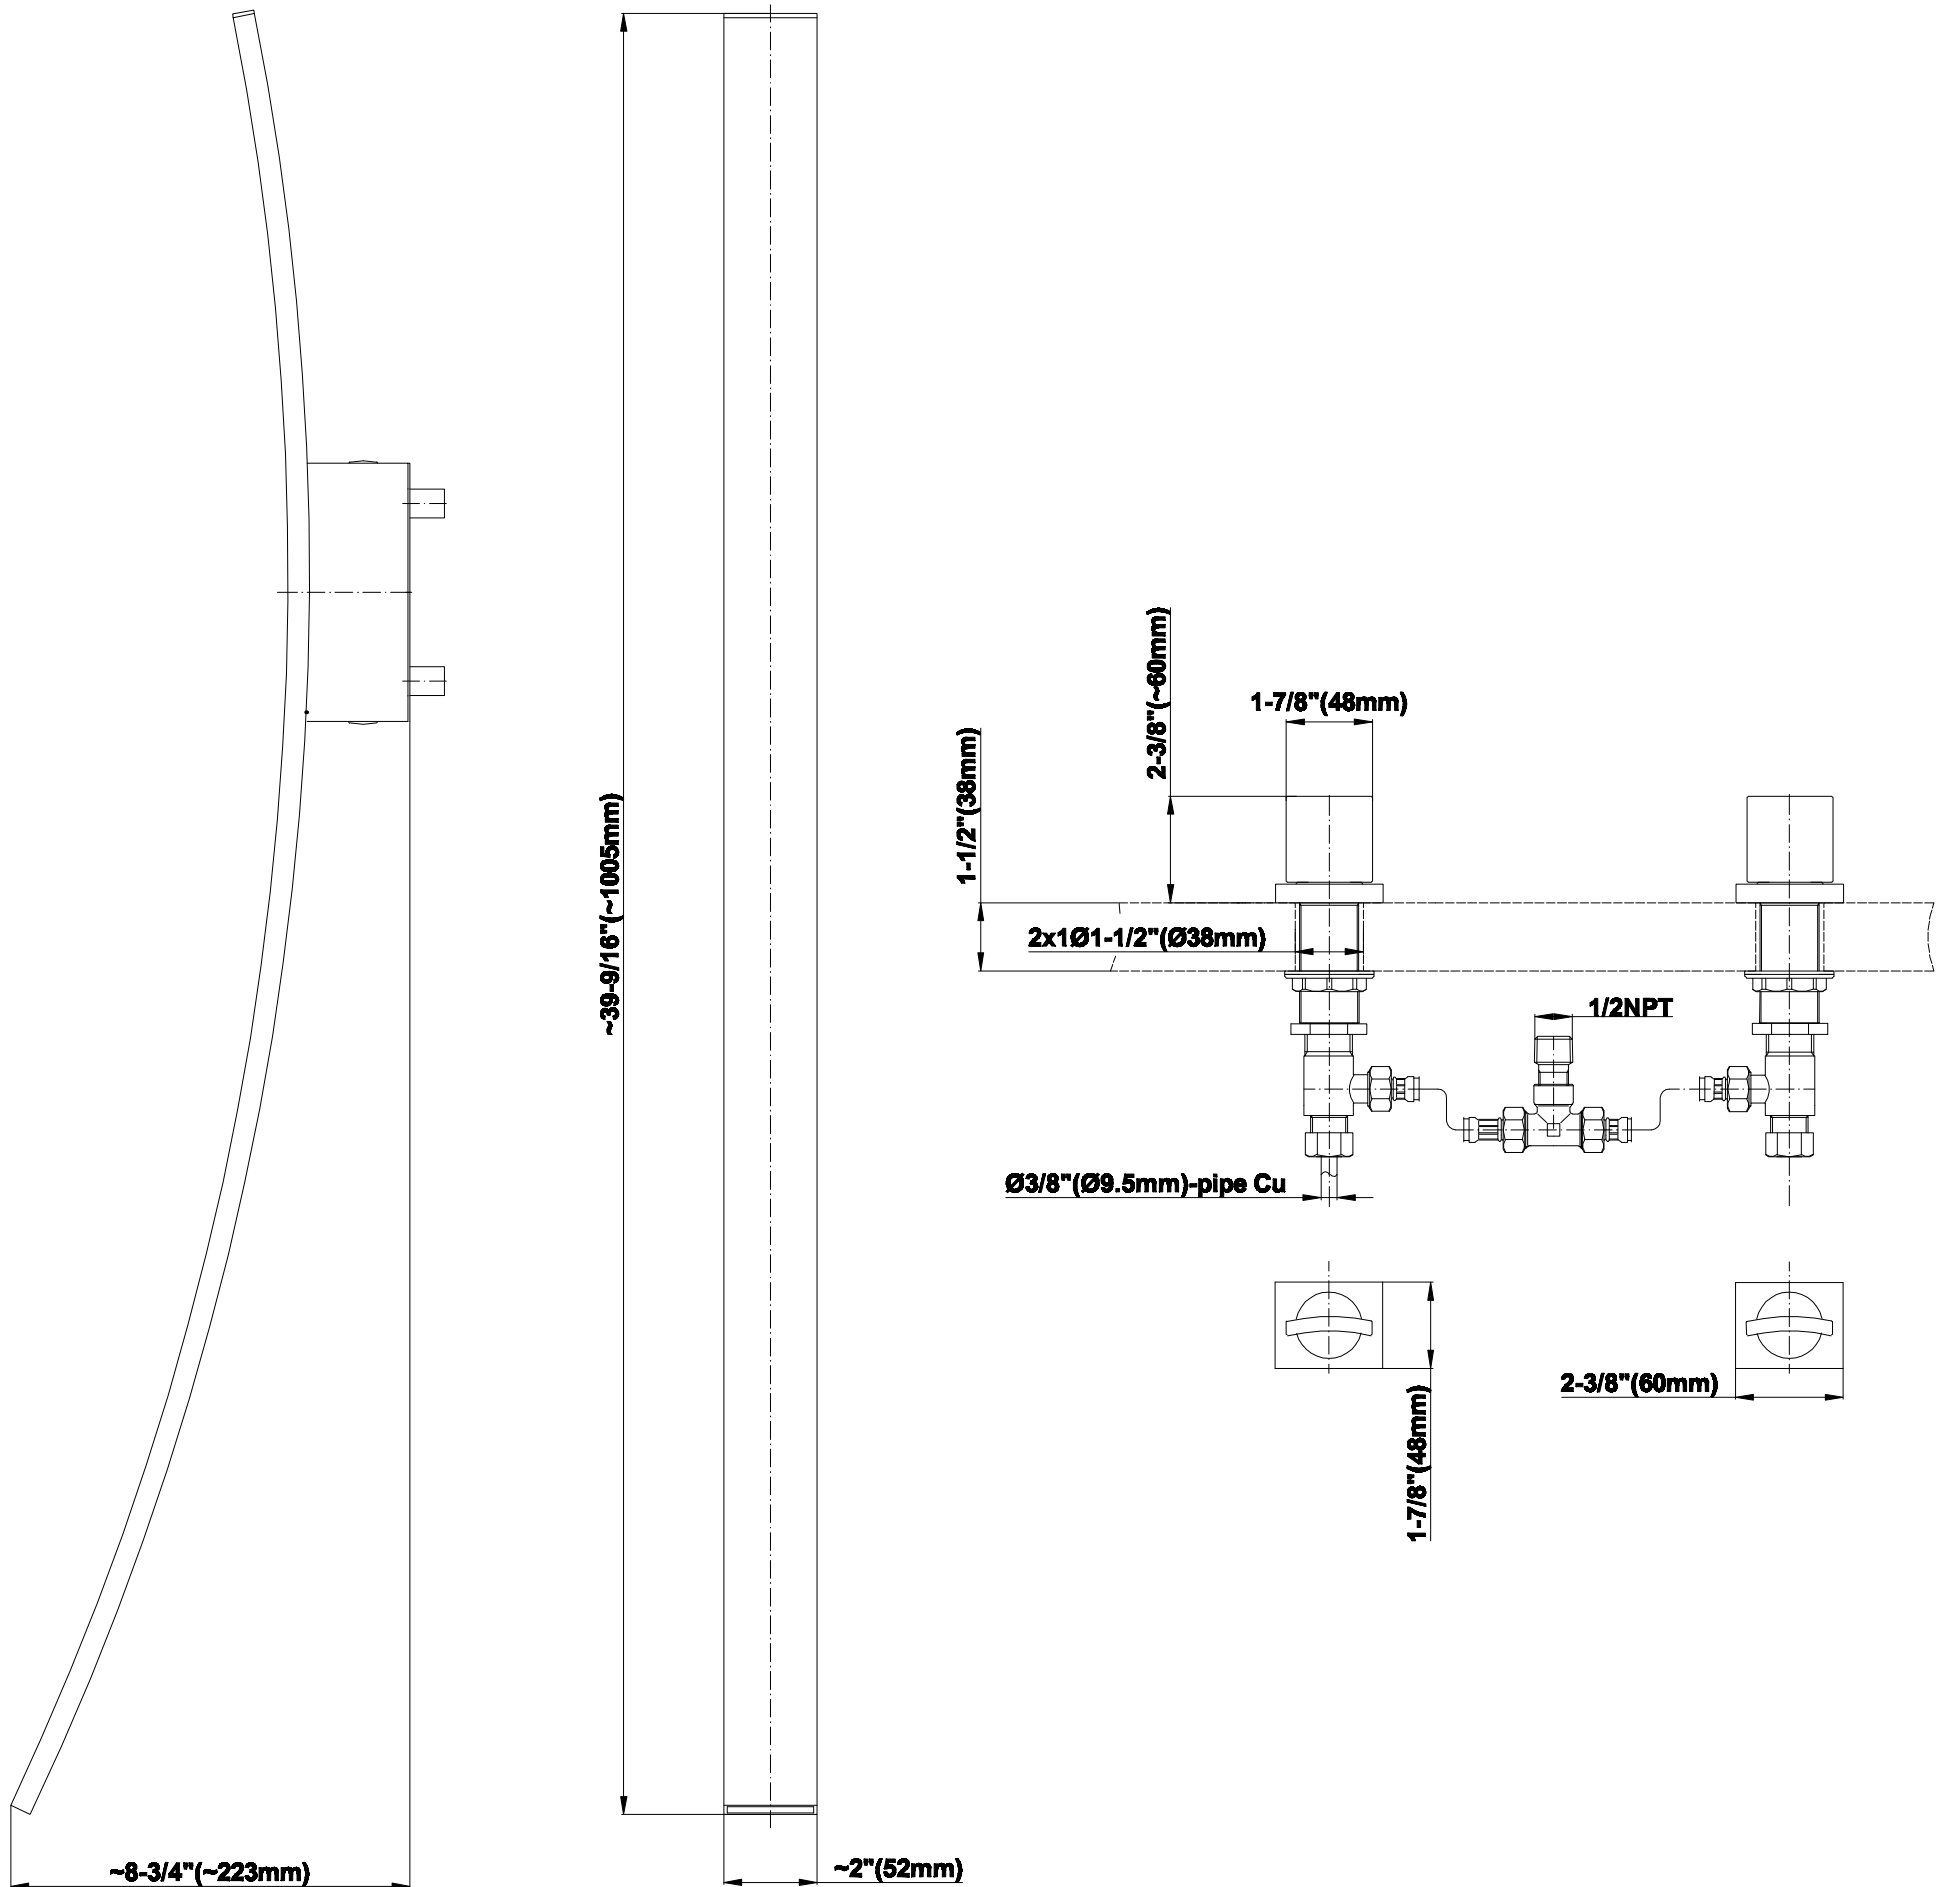 2-3/8"(~60mm)
1-7/8"(48mm)
1-1/2"(38mm)
~39-9/16"(~1005mm)
2x1Ø1-1/2"(Ø38mm)
1/2NPT
Ø3/8"(Ø9.5mm)-pipe Cu
2-3/8"(60mm)
1-7/8"(48mm)
~8-3/4"(~223mm)
~2"(52mm)